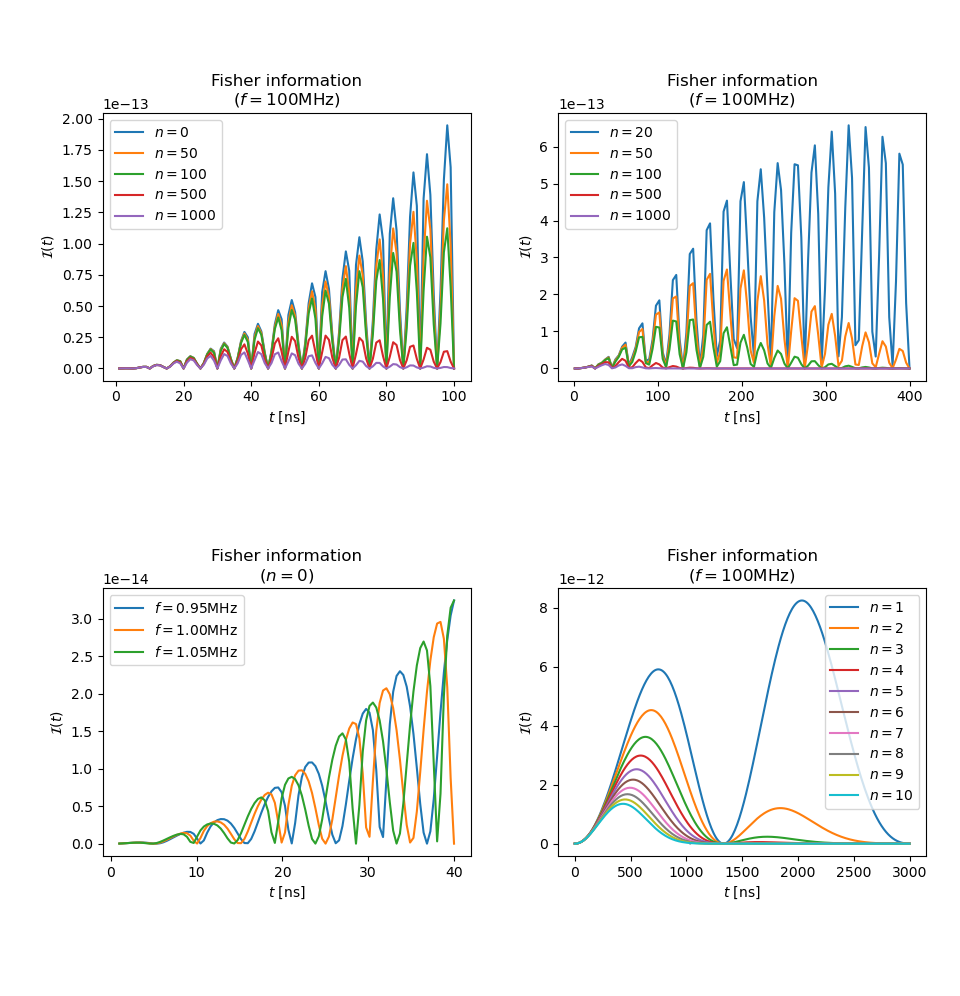 Fisher information
(f = 100MHz)
1e−13
2.00
1.75
1.50
1.25
1.00
0.75
0.50
0.25
0.00
I(t)
n = 0
n = 50
n = 100
n = 500
n = 1000
0 20 40 60 80 100
t [ns]
Fisher information
(f = 100MHz)
1e−13
6
5
4
3
2
1
0
I(t)
n = 20
n = 50
n = 100
n = 500
n = 1000
0 100 200 300 400
t [ns]
Fisher information
(n = 0)
1e−14
3.0
2.5
2.0
1.5
1.0
0.5
0.0
I(t)
f = 0.95MHz
f = 1.00MHz
f = 1.05MHz
0 10 20 30 40
t [ns]
Fisher information
(f = 100MHz)
1e−12
8
6
4
2
0
I(t)
n = 1
n = 2
n = 3
n = 4
n = 5
n = 6
n = 7
n = 8
n = 9
n = 10
0 500 1000 1500 2000 2500 3000
t [ns]